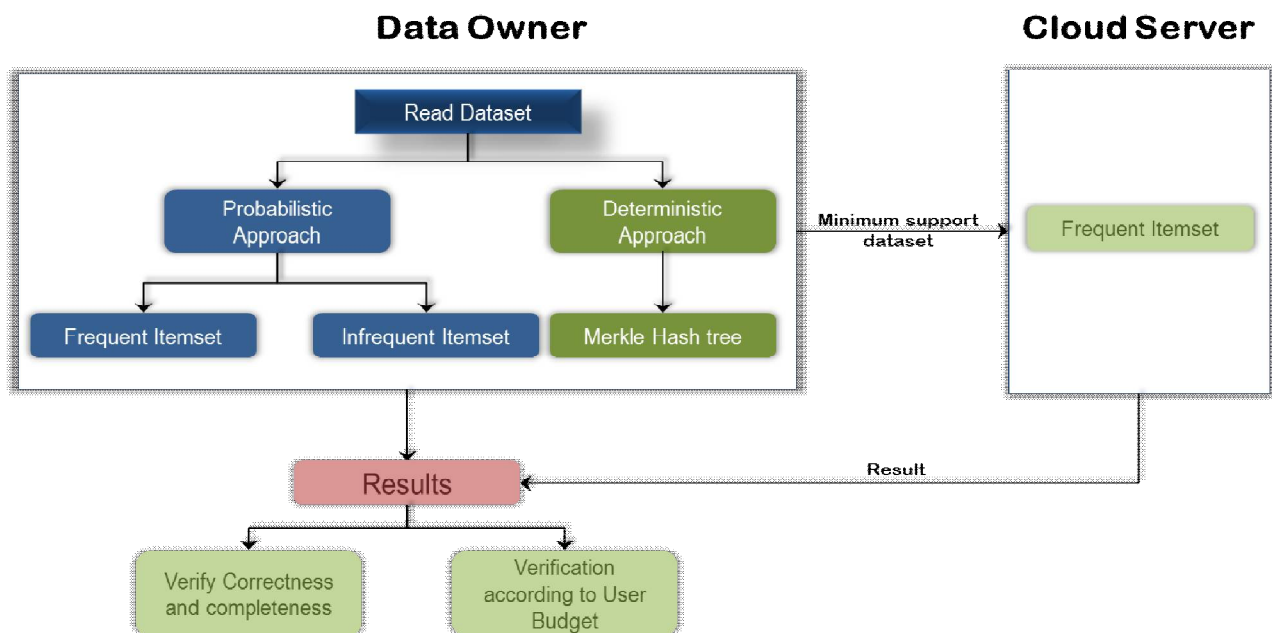 Data Owner
Cloud Server
Read Dataset
Probabilistic
Approach
Deterministic
Approach
Minimum support
dataset
Frequent Itemset
Frequent Itemset
Infrequent Itemset
Merkle Hash tree
Results
Result
Verify Correctness
and completeness
Verification
according to User
Budget